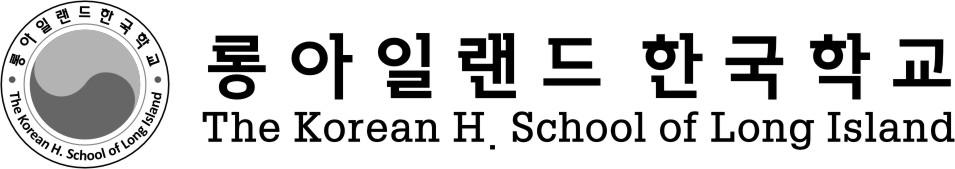 롱아일랜드한국학교
The Korean H. School of Long Island
롱 아 일 랜 드 한 국 학 교
The Korean H. School of Long Island